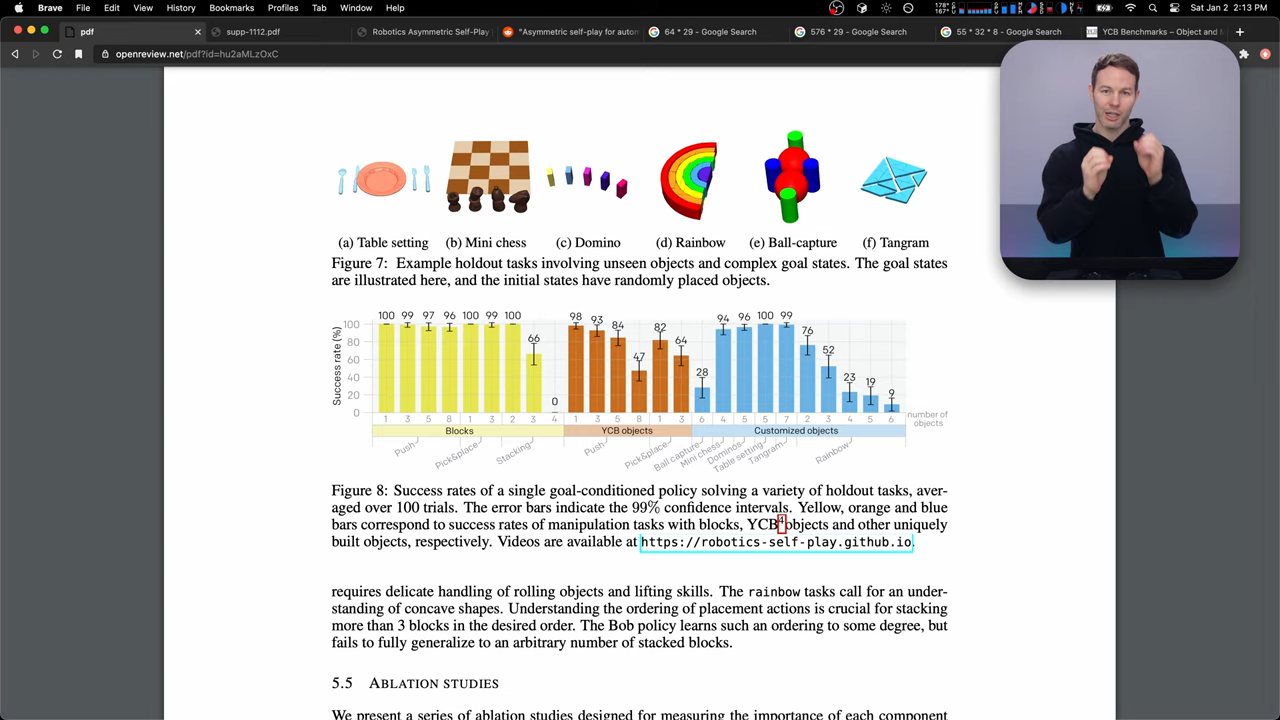 Brave File Edit View History Bookmarks Profiles Tab Window Help
Sat Jan 2 2:13 PM
pdf
supp-1112.pdf
Robotics Asymmetric Self-Play
"Asymmetric self-play for autom
64 * 29 - Google Search
576 * 29 - Google Search
55 * 32 * 8 - Google Search
YCB Benchmarks – Object and M
openreview.net/pdf?id=hu2aMLzOxC
(a) Table setting (b) Mini chess (c) Domino (d) Rainbow (e) Ball-capture (f) Tangram
Figure 7: Example holdout tasks involving unseen objects and complex goal states. The goal states
are illustrated here, and the initial states have randomly placed objects.
Success rate (%)
100
80
60
40
20
0
100 99 97 96 100 99 100 66 0 98 93 84 47 82 64 28 94 96 100 99 76 52 23 19 9
1 3 5 8 1 3 2 3 4 1 3 5 8 1 3 6 4 5 5 7 2 3 4 5 6
number of
objects
Blocks YCB objects Customized objects
Push Pick&place Stacking Push Pick&place Ball capture Mini chess Dominos Table setting Tangram Rainbow
Figure 8: Success rates of a single goal-conditioned policy solving a variety of holdout tasks, aver-
aged over 100 trials. The error bars indicate the 99% confidence intervals. Yellow, orange and blue
bars correspond to success rates of manipulation tasks with blocks, YCB4 objects and other uniquely
built objects, respectively. Videos are available at https://robotics-self-play.github.io.
requires delicate handling of rolling objects and lifting skills. The rainbow tasks call for an under-
standing of concave shapes. Understanding the ordering of placement actions is crucial for stacking
more than 3 blocks in the desired order. The Bob policy learns such an ordering to some degree, but
fails to fully generalize to an arbitrary number of stacked blocks.
5.5 ABLATION STUDIES
We present a series of ablation studies designed for measuring the importance of each component